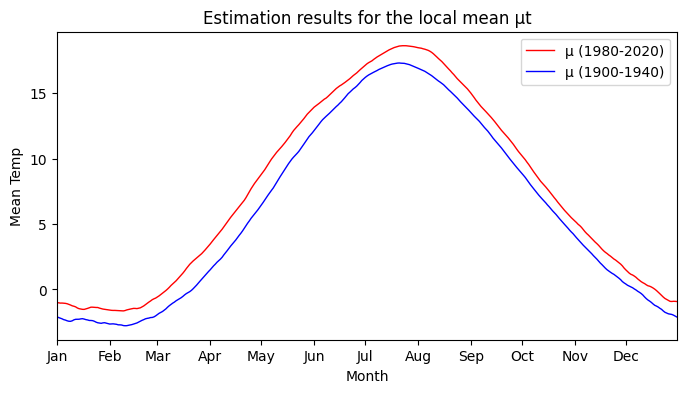 Estimation results for the local mean μt
μ (1980-2020)
μ (1900-1940)
Mean Temp
15
10
5
0
Jan Feb Mar Apr May Jun Jul Aug Sep Oct Nov Dec
Month